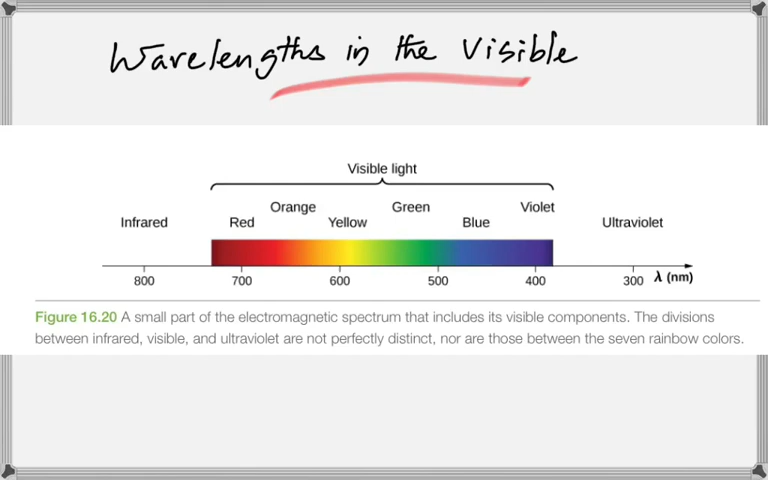 Wavelengths in the Visible
Visible light
Orange Green Violet
Infrared Red Yellow Blue Ultraviolet
800 700 600 500 400 300 λ (nm)
Figure 16.20 A small part of the electromagnetic spectrum that includes its visible components. The divisions
between infrared, visible, and ultraviolet are not perfectly distinct, nor are those between the seven rainbow colors.